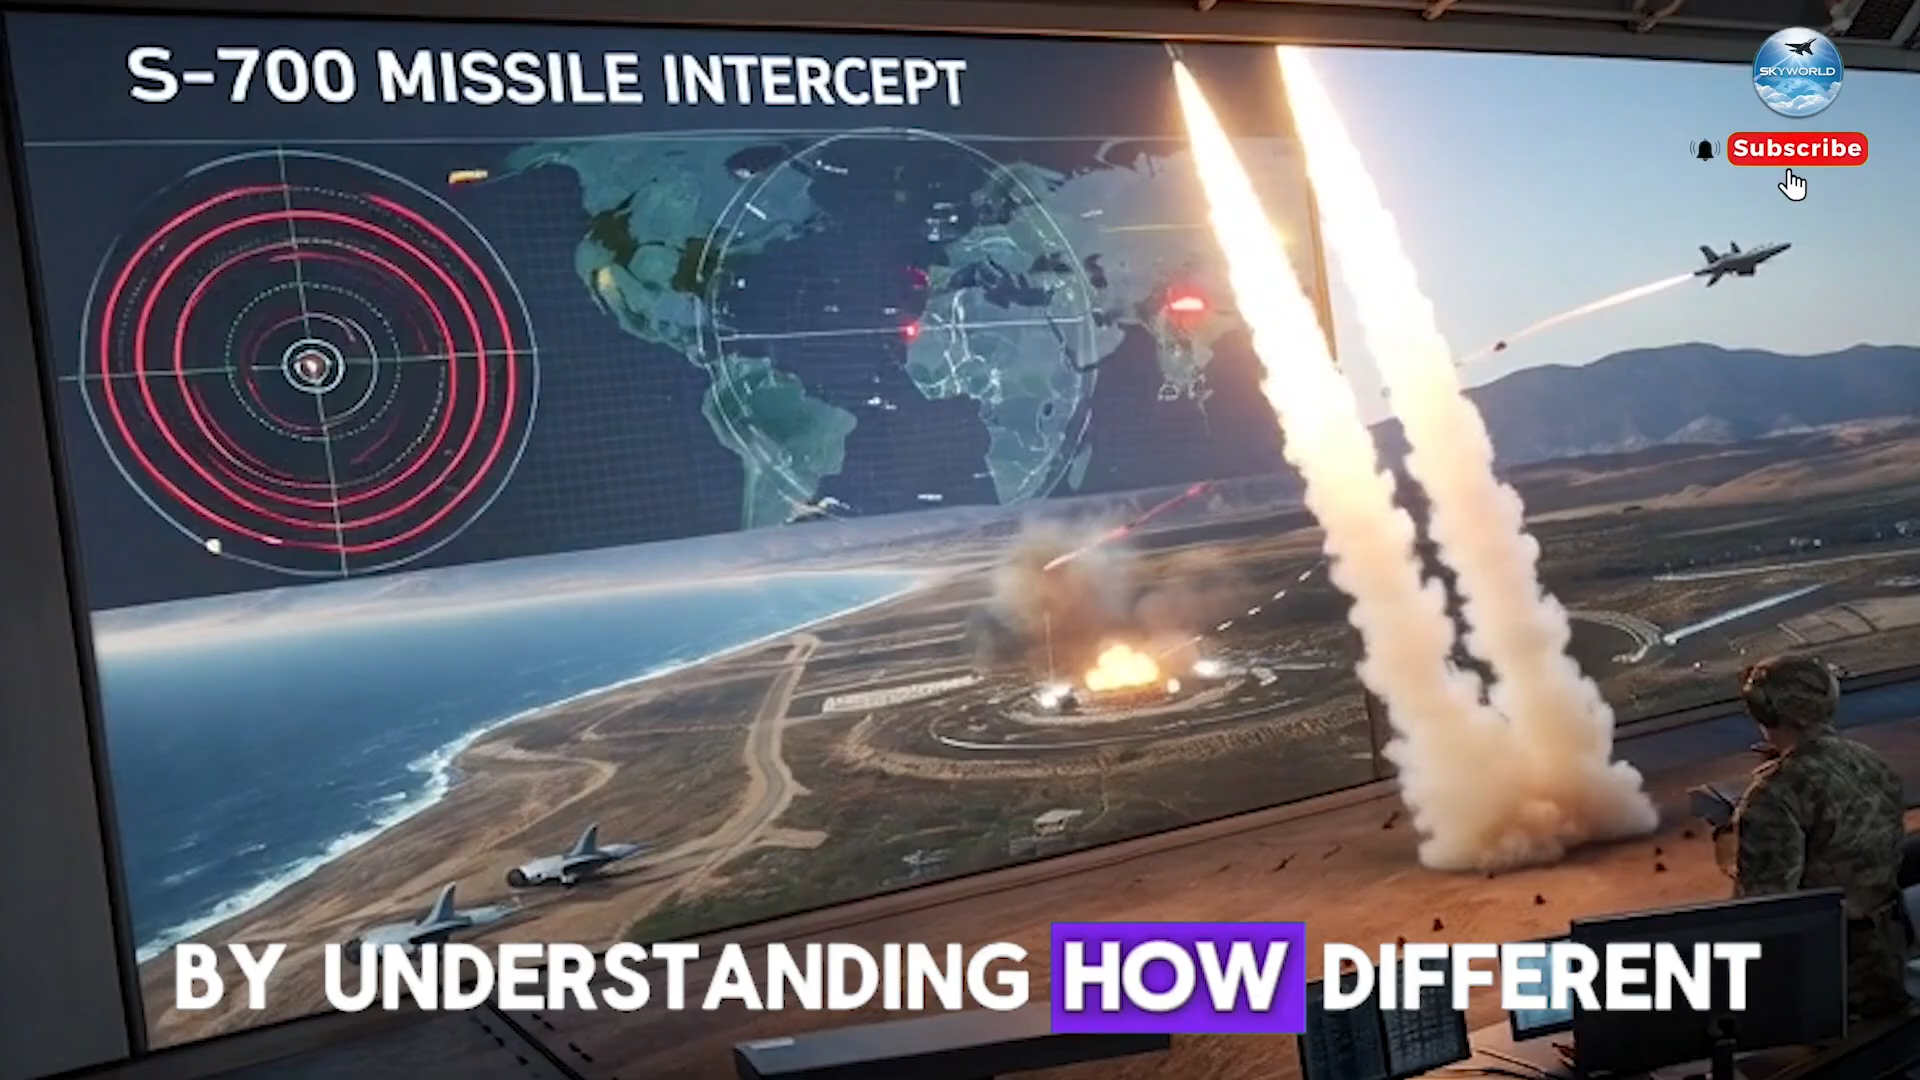 S-700 MISSILE INTERCEPT
SKYWORLD
Subscribe
BY UNDERSTANDING HOW DIFFERENT